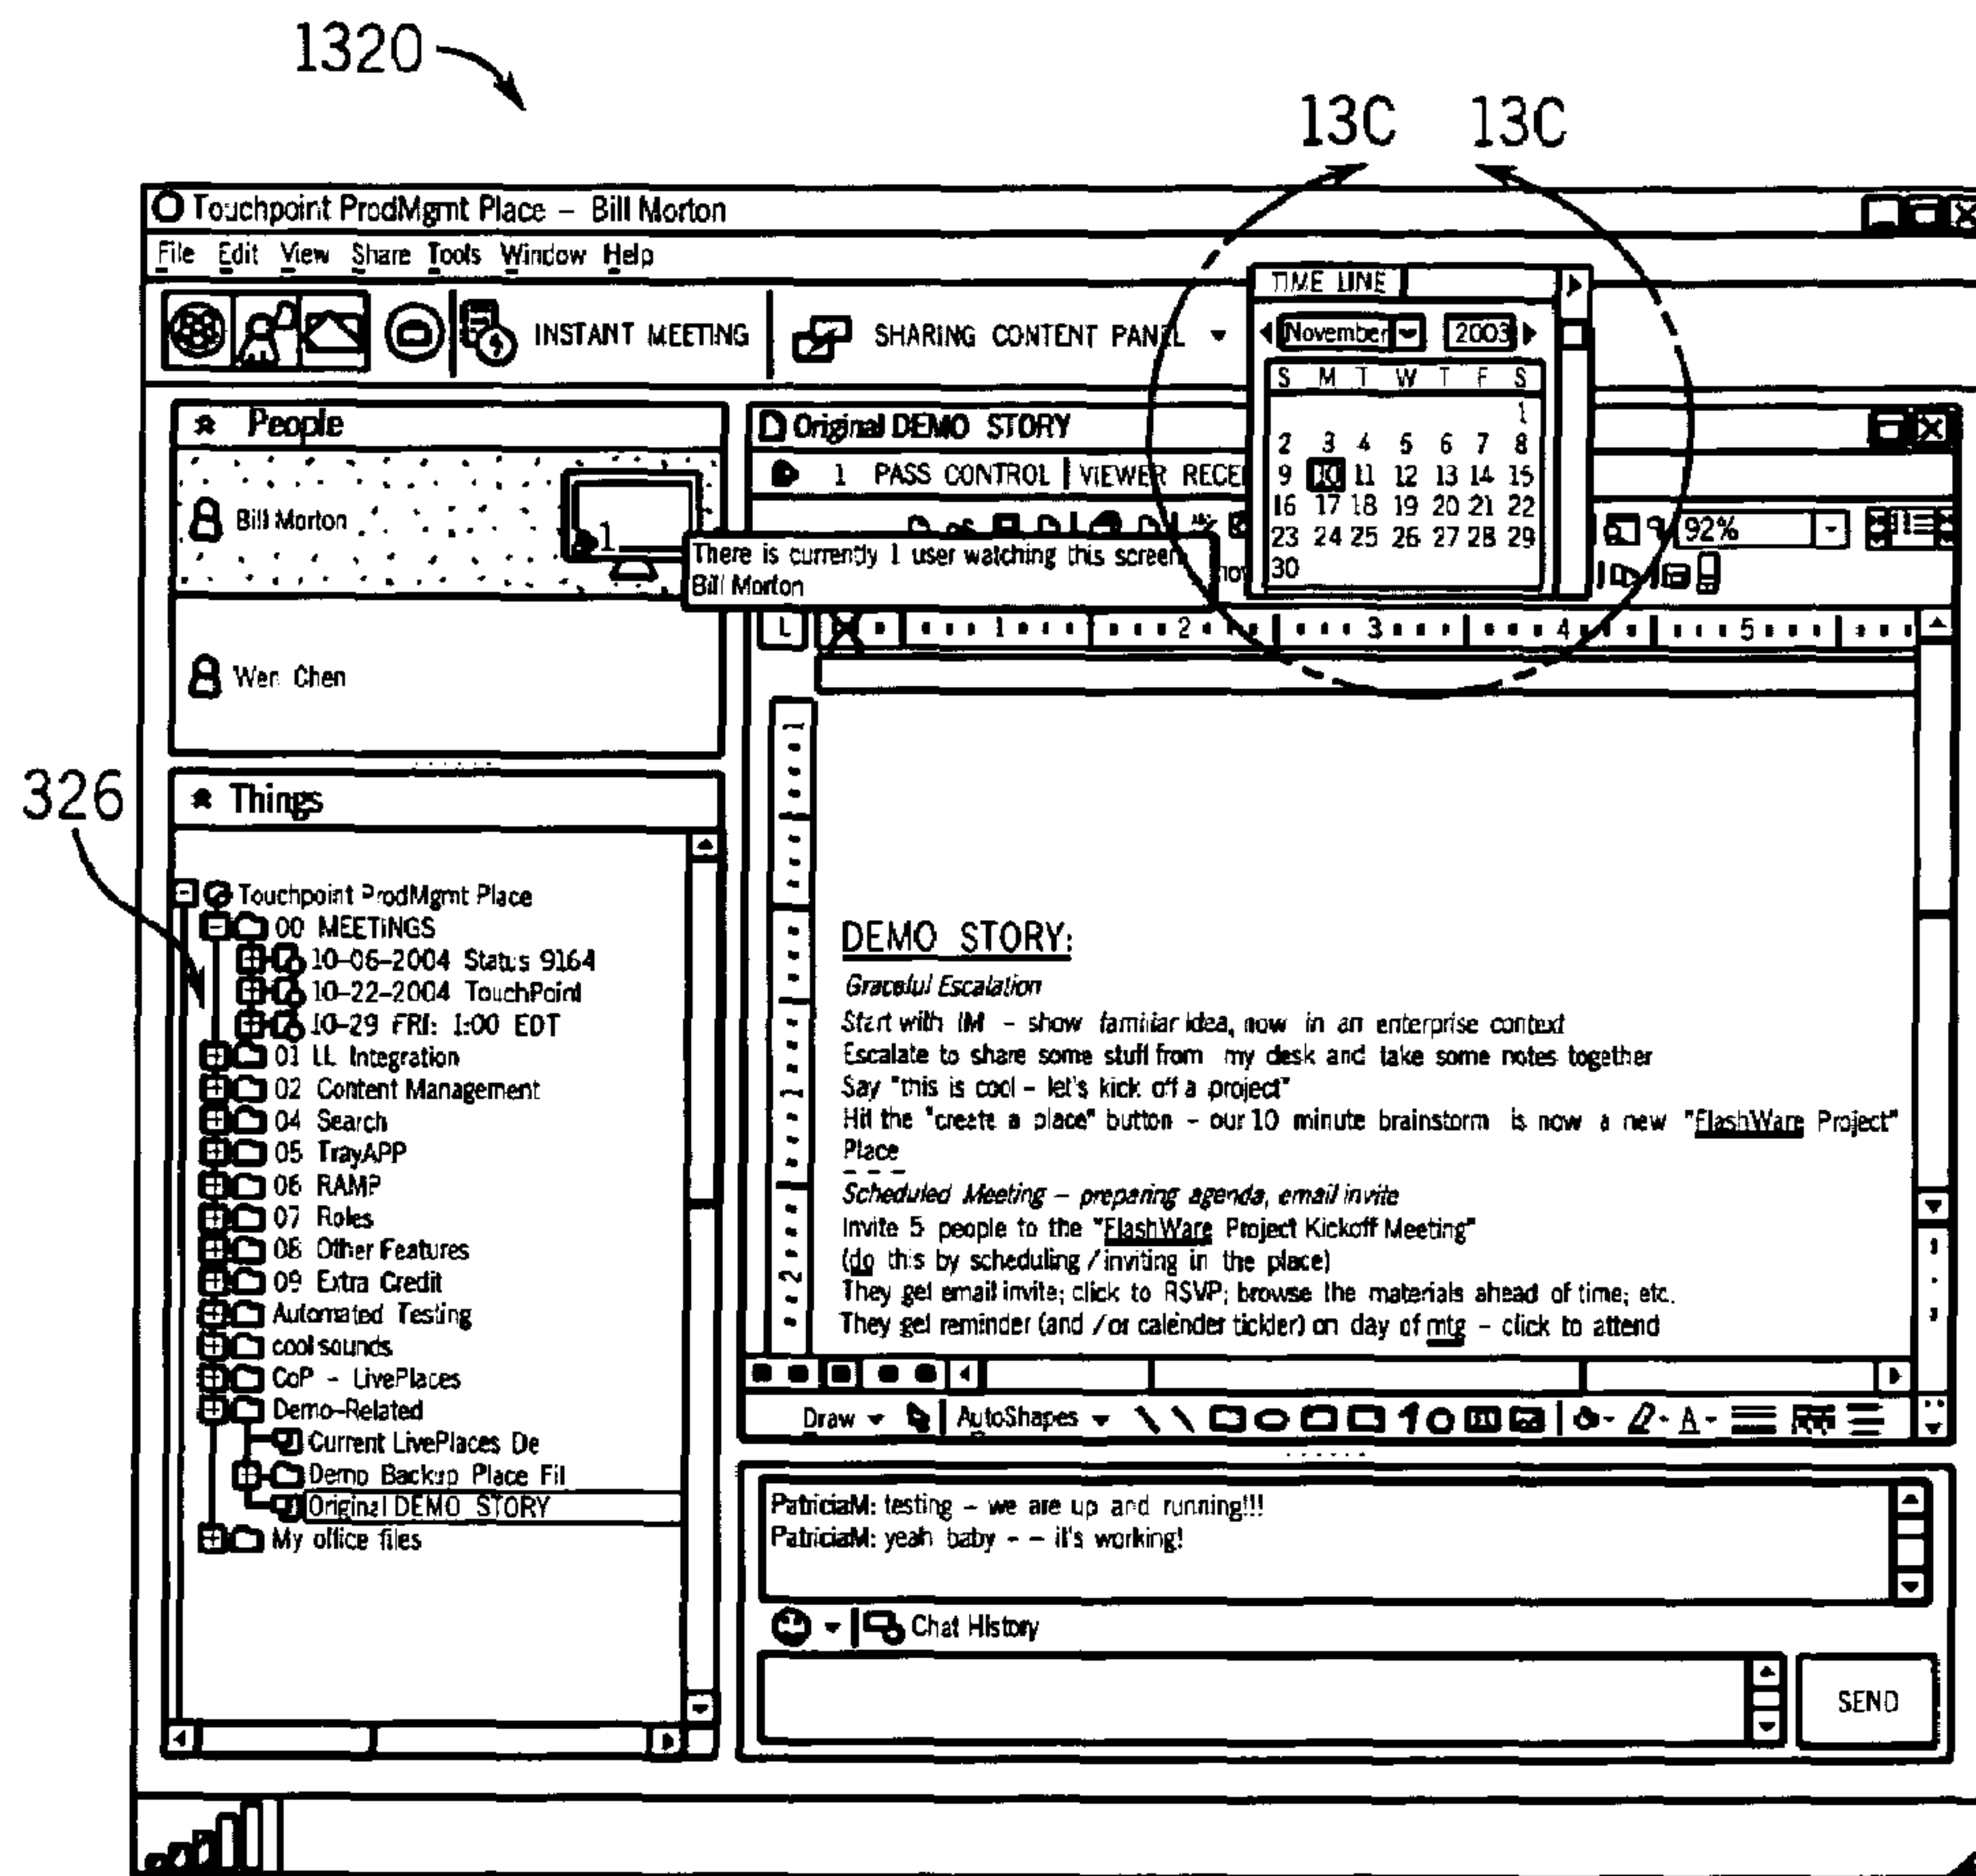 1320
13C 13C
Touchpoint ProdMgmt Place – Bill Morton
File Edit View Share Tools Window Help
TIME LINE
INSTANT MEETING
SHARING CONTENT PANEL
November 2003
S M T W T F S
1
2 3 4 5 6 7 8
9 10 11 12 13 14 15
16 17 18 19 20 21 22
23 24 25 26 27 28 29
30
People
Bill Morton
1
There is currently 1 user watching this screen
Bill Morton
Wen Chen
Original DEMO STORY
1 PASS CONTROL VIEWER RECE
92%
L
1 2 3 4 5
1
1
2
326
Things
Touchpoint ProdMgmt Place
00 MEETINGS
10–06–2004 Status 9164
10–22–2004 TouchPoint
10–29 FRI: 1:00 EDT
01 LL Integration
02 Content Management
04 Search
05 TrayAPP
06 RAMP
07 Roles
08 Other Features
09 Extra Credit
Automated Testing
cool sounds
CoP – LivePlaces
Demo–Related
Current LivePlaces De
Demo Backup Place Fil
Original DEMO STORY
My office files
DEMO STORY:
Graceful Escalation
Start with IM – show familiar idea, now in an enterprise context
Escalate to share some stuff from my desk and take some notes together
Say "this is cool – let's kick off a project"
Hit the "create a place" button – our 10 minute brainstorm is now a new "FlashWare Project"
Place
– – –
Scheduled Meeting – preparing agenda, email invite
Invite 5 people to the "FlashWare Project Kickoff Meeting"
(do this by scheduling / inviting in the place)
They get email invite; click to RSVP; browse the materials ahead of time; etc.
They get reminder (and / or calender tickler) on day of mtg – click to attend
Draw AutoShapes A
PatriciaM: testing – we are up and running!!!
PatriciaM: yeah baby – – it's working!
Chat History
SEND